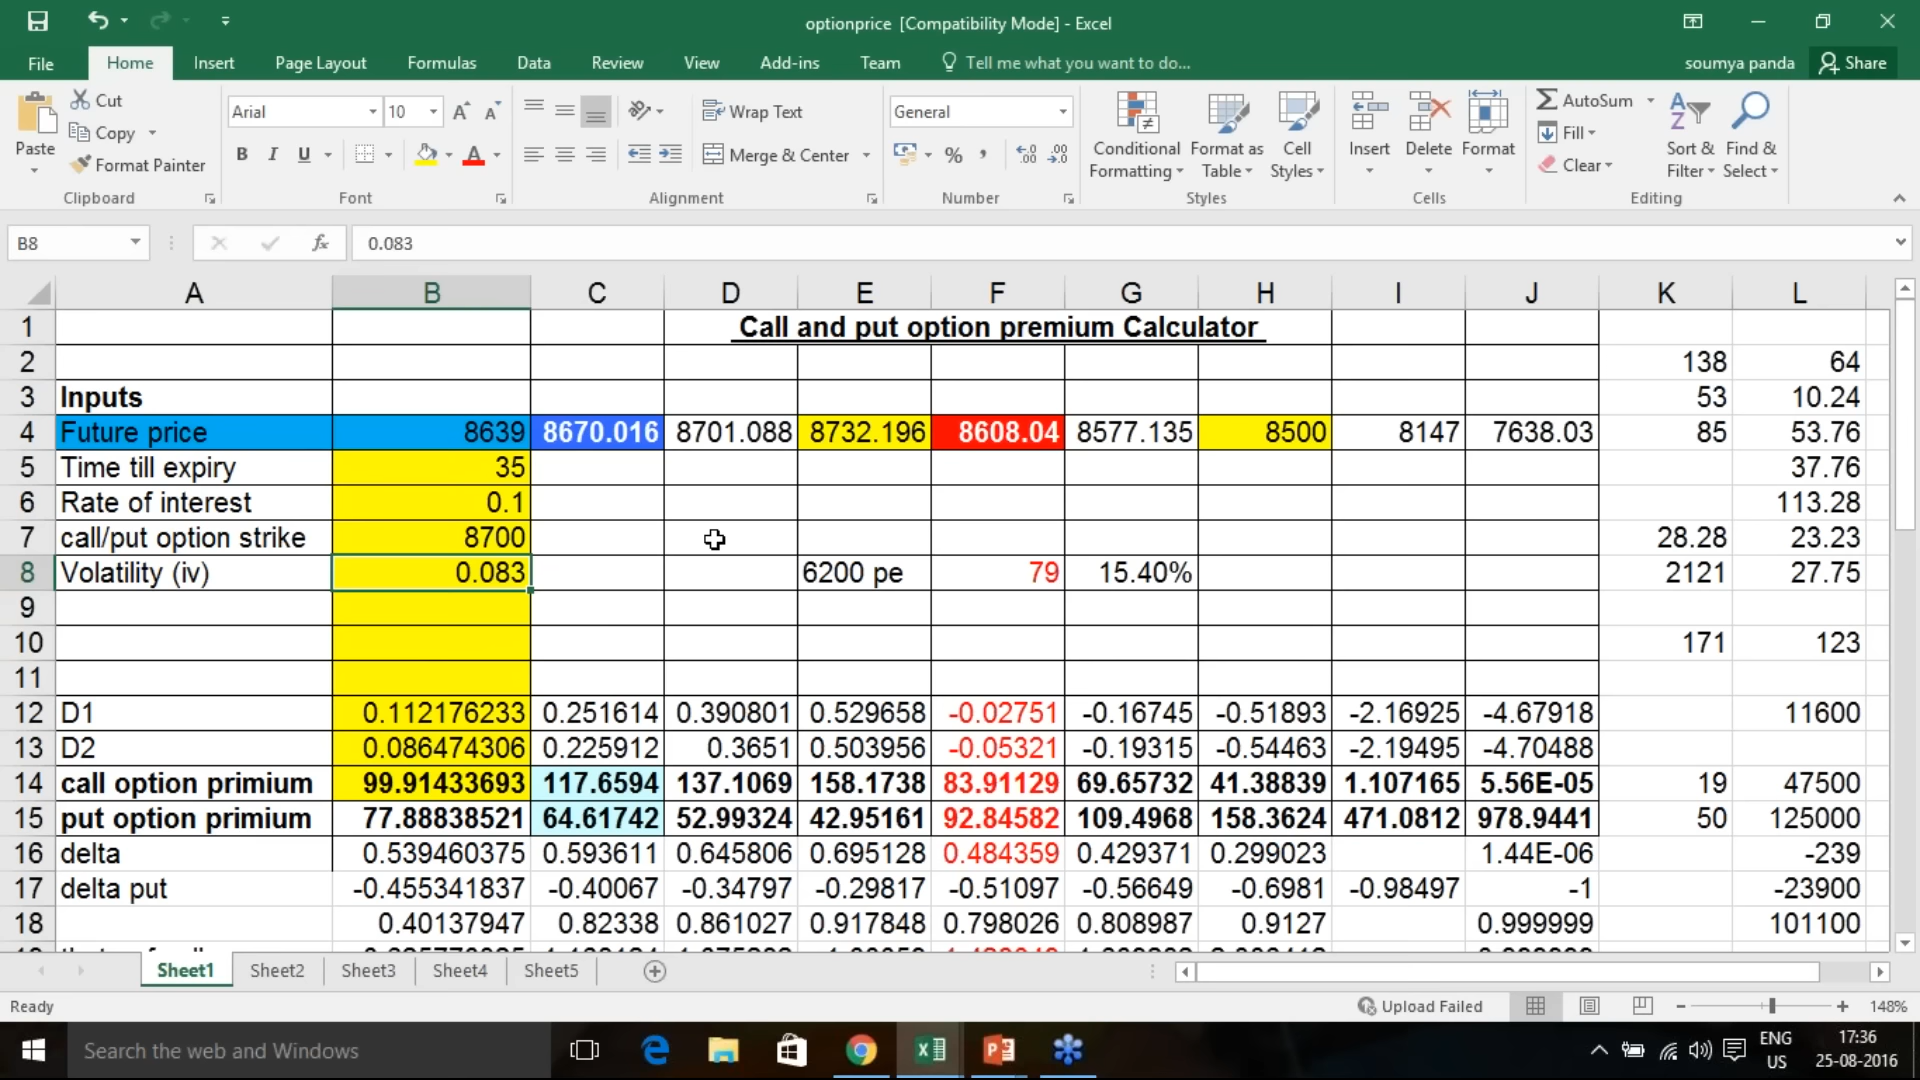 optionprice [Compatibility Mode] - Excel
File Home Insert Page Layout Formulas Data Review View Add-ins Team Tell me what you want to do... soumya panda Share
Paste Cut Copy Format Painter Clipboard
Arial 10 B I U Font
Wrap Text Merge & Center Alignment
General % Number
Conditional Formatting Format as Table Cell Styles Styles
Insert Delete Format Cells
AutoSum Fill Clear Sort & Filter Find & Select Editing
B8 fx 0.083
A B C D E F G H I J K L
1 Call and put option premium Calculator
2 138 64
3 Inputs 53 10.24
4 Future price 8639 8670.016 8701.088 8732.196 8608.04 8577.135 8500 8147 7638.03 85 53.76
5 Time till expiry 35 37.76
6 Rate of interest 0.1 113.28
7 call/put option strike 8700 28.28 23.23
8 Volatility (iv) 0.083 6200 pe 79 15.40% 2121 27.75
9
10 171 123
11
12 D1 0.112176233 0.251614 0.390801 0.529658 -0.02751 -0.16745 -0.51893 -2.16925 -4.67918 11600
13 D2 0.086474306 0.225912 0.3651 0.503956 -0.05321 -0.19315 -0.54463 -2.19495 -4.70488
14 call option primium 99.91433693 117.6594 137.1069 158.1738 83.91129 69.65732 41.38839 1.107165 5.56E-05 19 47500
15 put option primium 77.88838521 64.61742 52.99324 42.95161 92.84582 109.4968 158.3624 471.0812 978.9441 50 125000
16 delta 0.539460375 0.593611 0.645806 0.695128 0.484359 0.429371 0.299023 1.44E-06 -239
17 delta put -0.455341837 -0.40067 -0.34797 -0.29817 -0.51097 -0.56649 -0.6981 -0.98497 -1 -23900
18 0.40137947 0.82338 0.861027 0.917848 0.798026 0.808987 0.9127 0.999999 101100
Sheet1 Sheet2 Sheet3 Sheet4 Sheet5
Ready Upload Failed 148%
Search the web and Windows
ENG US 17:36 25-08-2016